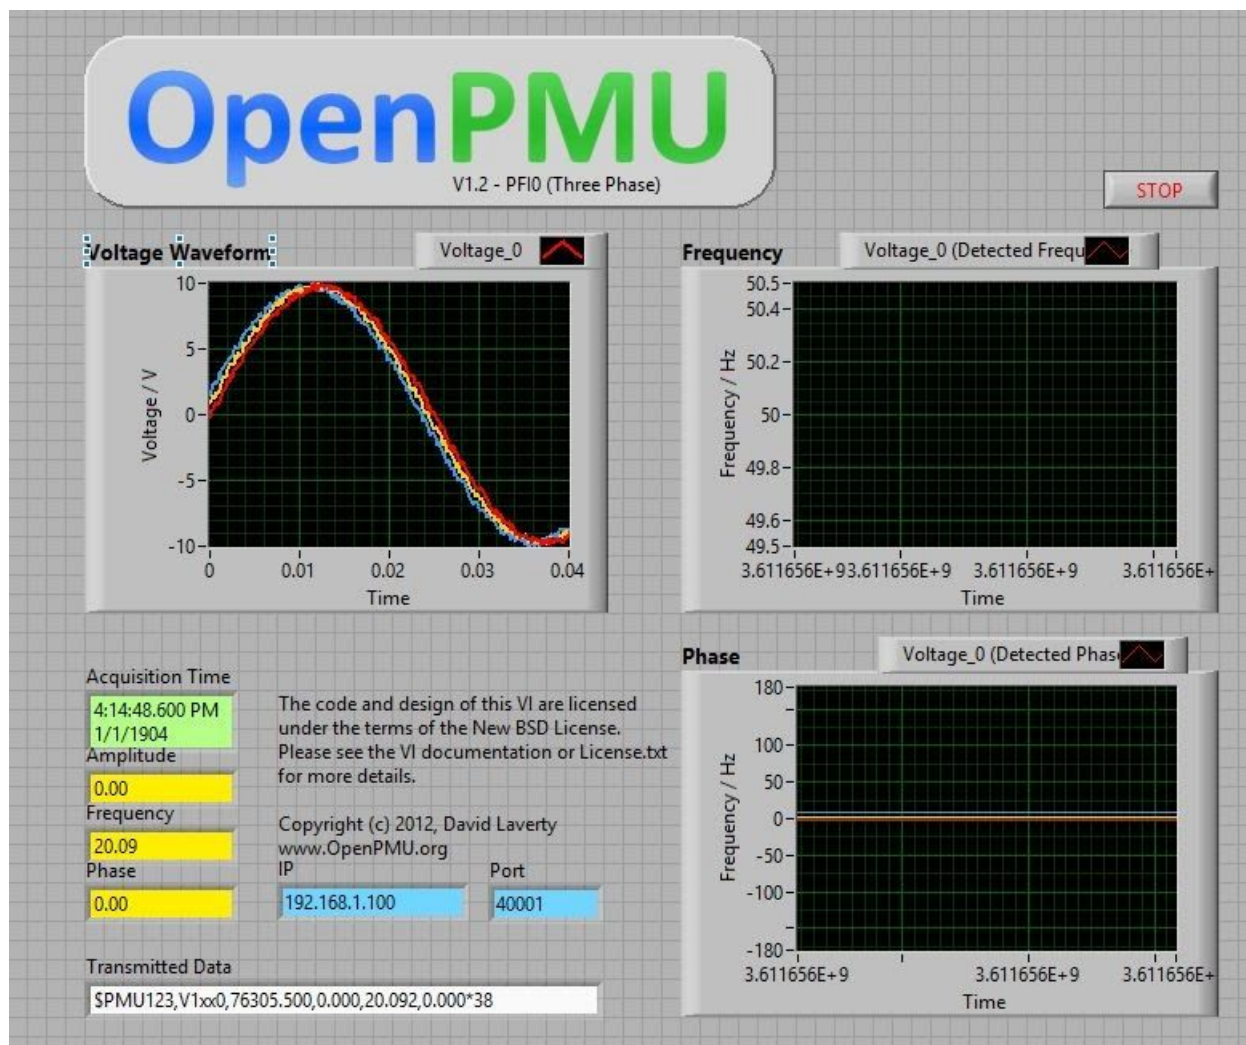 OpenPMU
V1.2 - PFI0 (Three Phase)
STOP
Voltage Waveform
Voltage_0
10
5
0
-5
-10
Voltage / V
0 0.01 0.02 0.03 0.04
Time
Frequency
Voltage_0 (Detected Frequ
50.5
50.4
50.2
50
49.8
49.6
49.5
Frequency / Hz
3.611656E+9 3.611656E+9 3.611656E+9 3.611656E+
Time
Acquisition Time
4:14:48.600 PM
1/1/1904
Amplitude
0.00
Frequency
20.09
Phase
0.00
The code and design of this VI are licensed
under the terms of the New BSD License.
Please see the VI documentation or License.txt
for more details.
Copyright (c) 2012, David Laverty
www.OpenPMU.org
IP
192.168.1.100
Port
40001
Transmitted Data
$PMU123,V1xx0,76305.500,0.000,20.092,0.000*38
Phase
Voltage_0 (Detected Phas
180
100
50
0
-50
-100
-180
Frequency / Hz
3.611656E+9 3.611656E+9 3.611656E+
Time